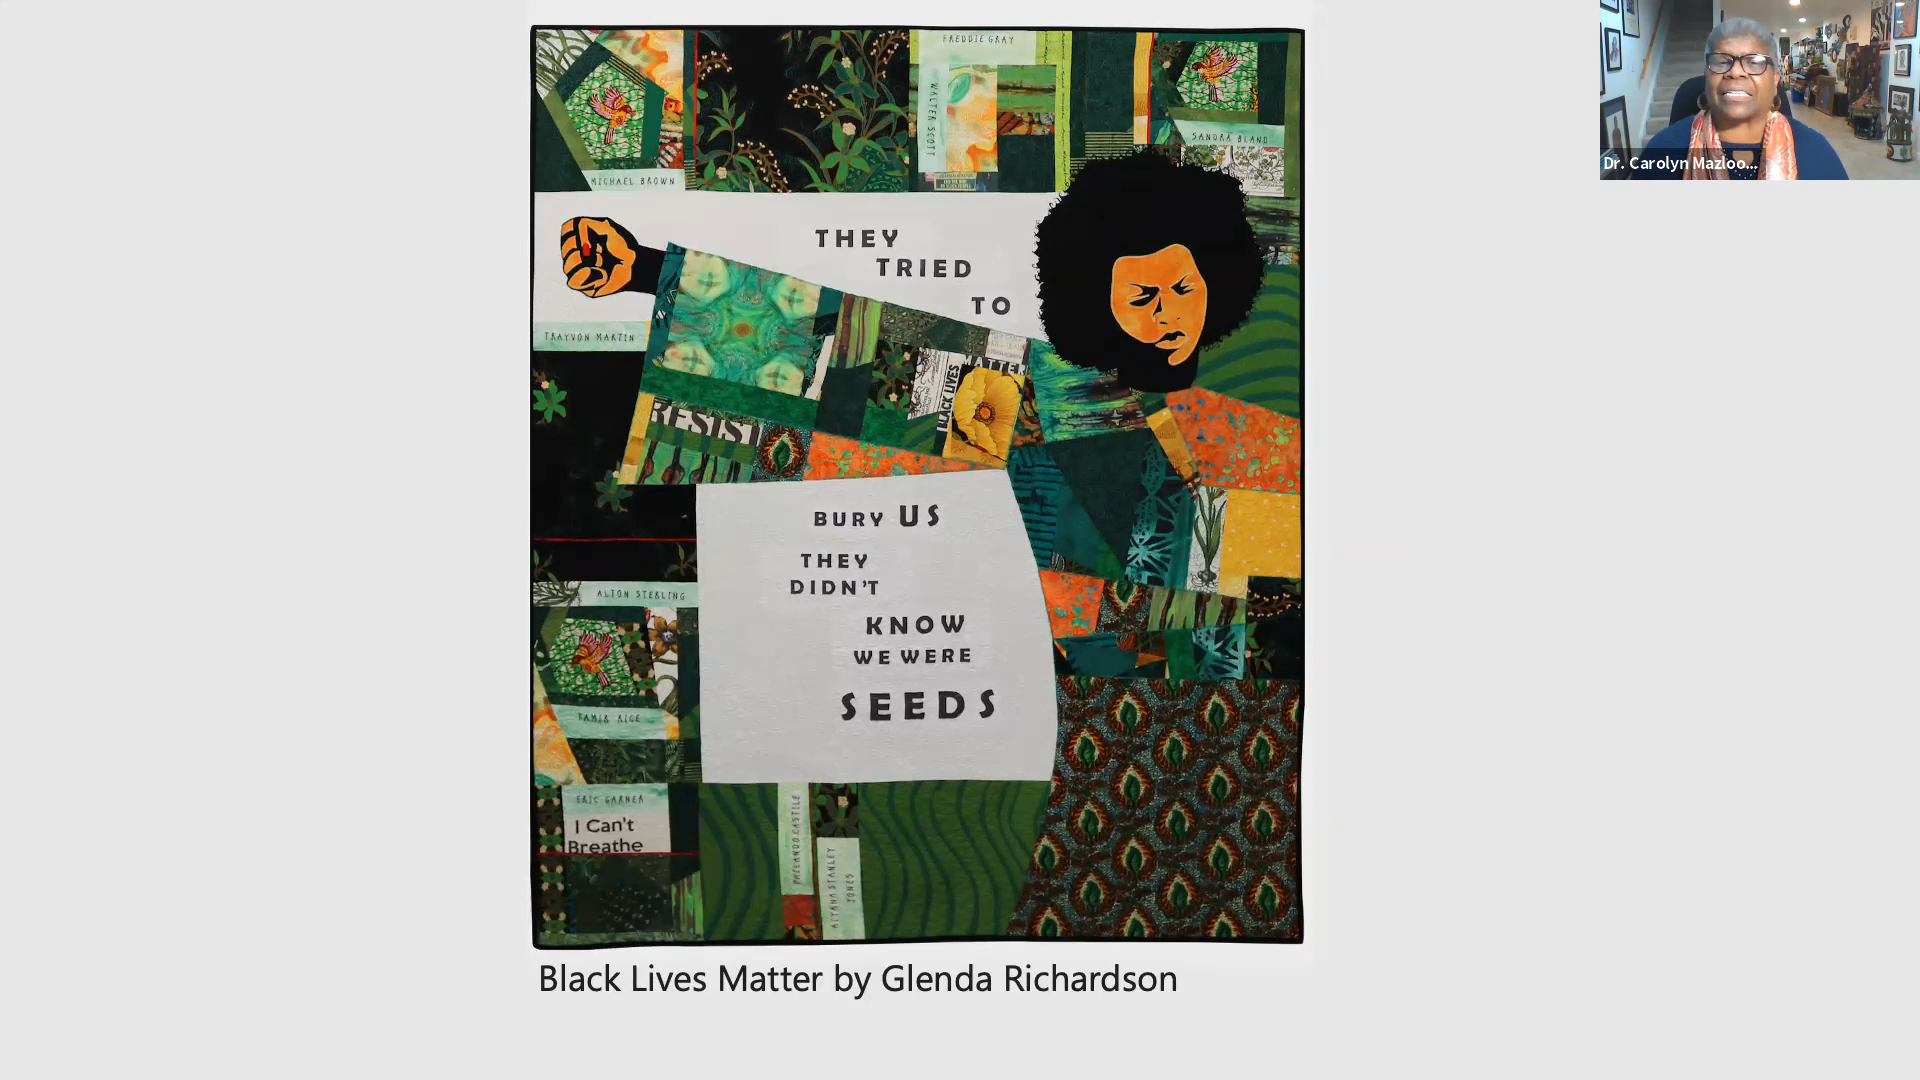 FREDDIE GRAY
WALTER SCOTT
SANDRA BLAND
MICHAEL BROWN
Dr. Carolyn Mazloo...
THEY
TRIED
TO
TRAYVON MARTIN
MATTER
BLACK LIVES
RESIST
BURY US
THEY
DIDN'T
KNOW
WE WERE
SEEDS
ALTON STERLING
TAMIR RICE
ERIC GARNER
I Can't
Breathe
PHILANDO CASTILE
AIYANA STANLEY
JONES
Black Lives Matter by Glenda Richardson